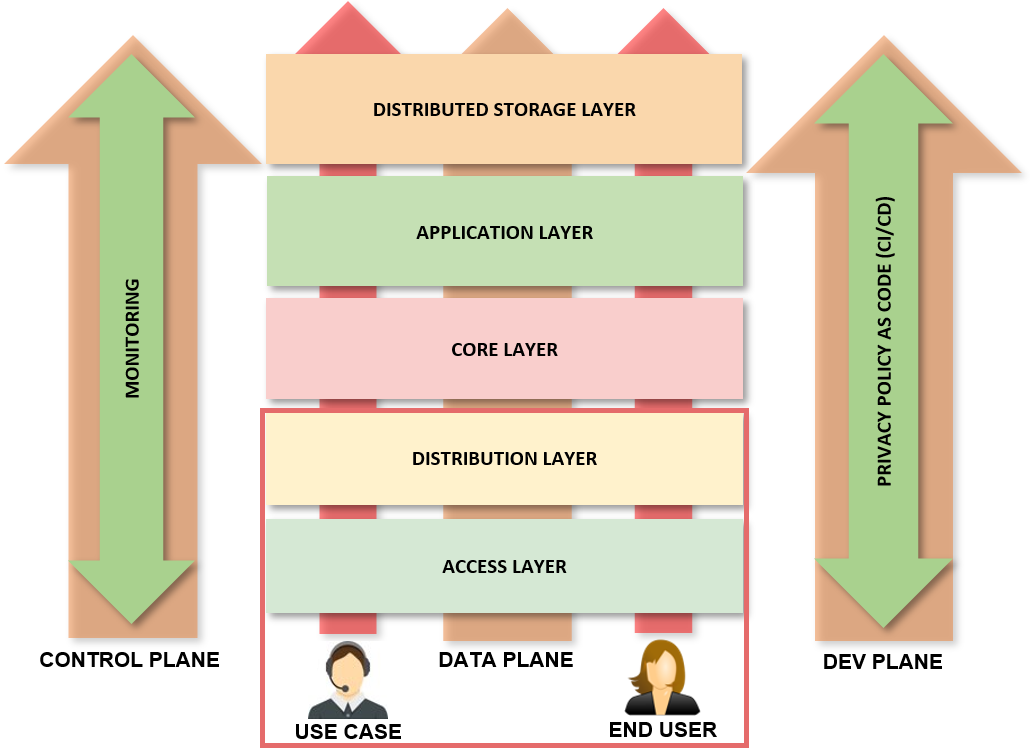 DISTRIBUTED STORAGE LAYER
APPLICATION LAYER
MONITORING
PRIVACY POLICY AS CODE (CI/CD)
CORE LAYER
DISTRIBUTION LAYER
ACCESS LAYER
CONTROL PLANE
DATA PLANE
DEV PLANE
USE CASE
END USER